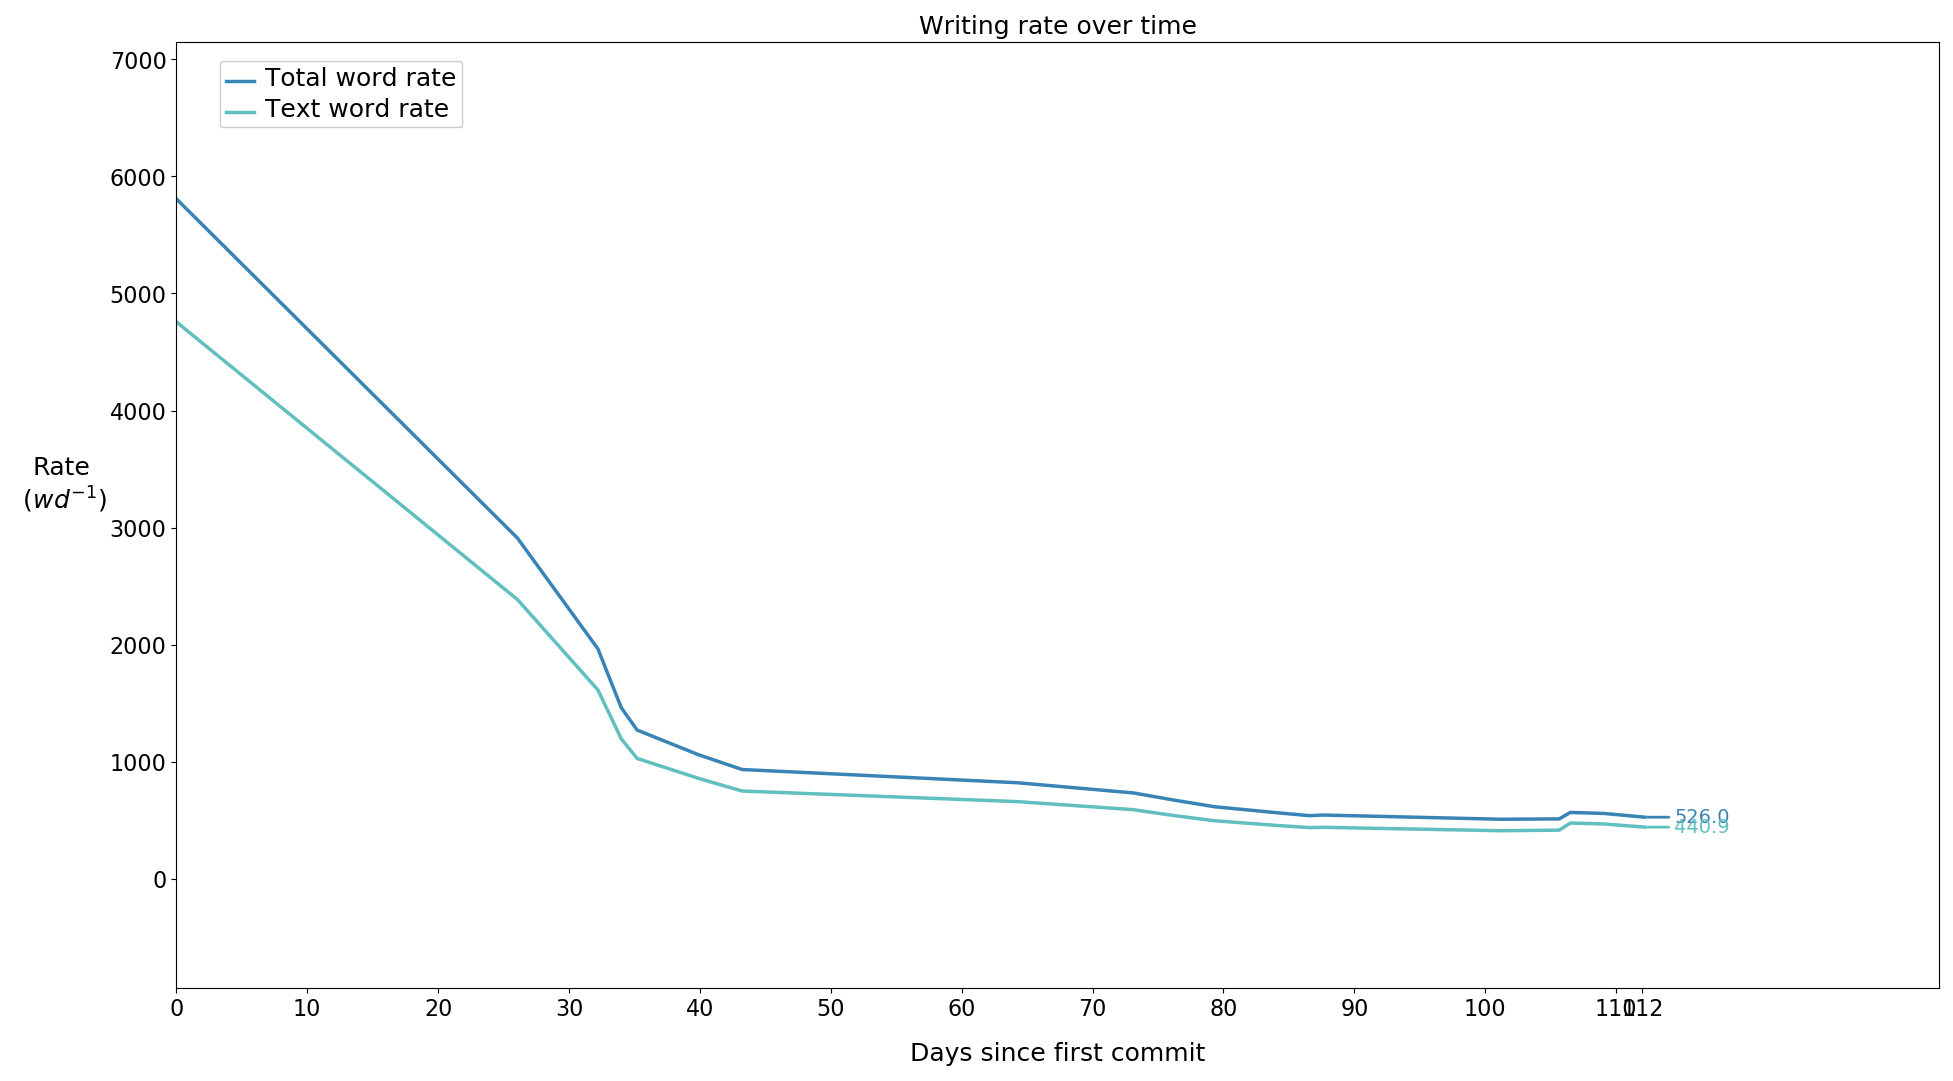 Writing rate over time
Total word rate
Text word rate
7000
6000
5000
4000
3000
2000
1000
0
Rate
(wd⁻¹)
526.0
440.9
0 10 20 30 40 50 60 70 80 90 100 110 112
Days since first commit